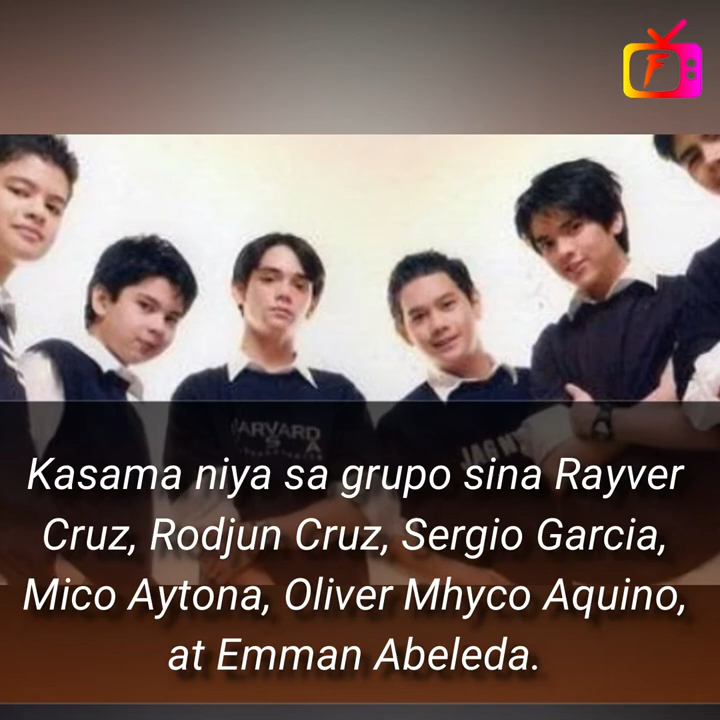 F
HARVARD
Kasama niya sa grupo sina Rayver
Cruz, Rodjun Cruz, Sergio Garcia,
Mico Aytona, Oliver Mhyco Aquino,
at Emman Abeleda.